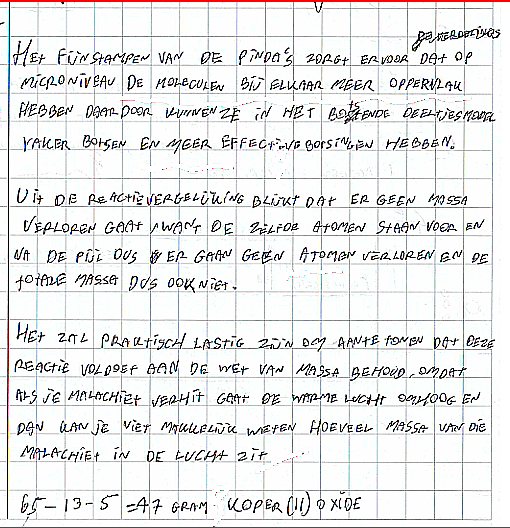 Het fijnstampen van de pinda's zorgt ervoor dat op
microniveau de moleculen bij elkaar meer oppervlak
hebben daardoor kunnen ze in het botsende deeltjesmodel
vaker botsen en meer effectieve botsingen hebben.
Uit de reactievergelijking blijkt dat er geen massa
verloren gaat want de zelfde atomen staan voor en
na de pijl dus er gaan geen atomen verloren en de
totale massa dus ook niet.
Het zal praktisch lastig zijn om aan te tonen dat deze
reactie voldoet aan de wet van massa behoud, omdat
als je malachiet verhit gaat de warme lucht omhoog en
dan kan je niet makkelijk weten hoeveel massa van die
malachiet in de lucht zit
65-13-5 = 47 gram koper(II)oxide